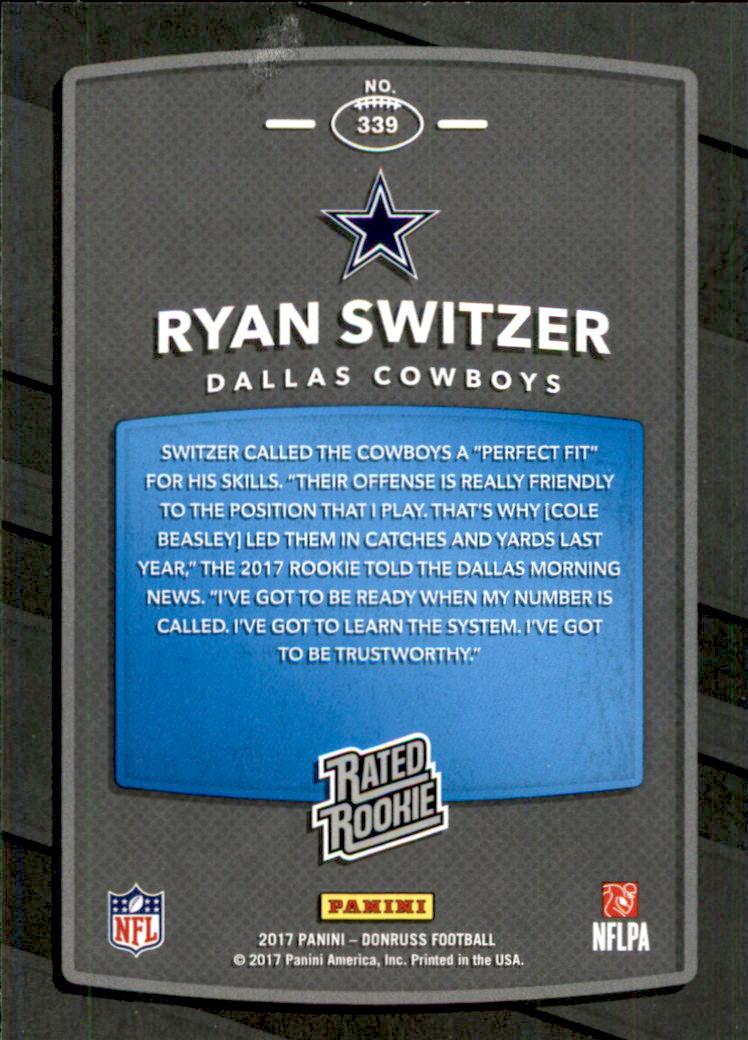 NO.
339
RYAN SWITZER
DALLAS COWBOYS
SWITZER CALLED THE COWBOYS A "PERFECT FIT"
FOR HIS SKILLS. "THEIR OFFENSE IS REALLY FRIENDLY
TO THE POSITION THAT I PLAY. THAT'S WHY [COLE
BEASLEY] LED THEM IN CATCHES AND YARDS LAST
YEAR," THE 2017 ROOKIE TOLD THE DALLAS MORNING
NEWS. "I'VE GOT TO BE READY WHEN MY NUMBER IS
CALLED. I'VE GOT TO LEARN THE SYSTEM. I'VE GOT
TO BE TRUSTWORTHY."
RATED
ROOKIE
NFL
PANINI
NFLPA
2017 PANINI – DONRUSS FOOTBALL
© 2017 Panini America, Inc. Printed in the USA.